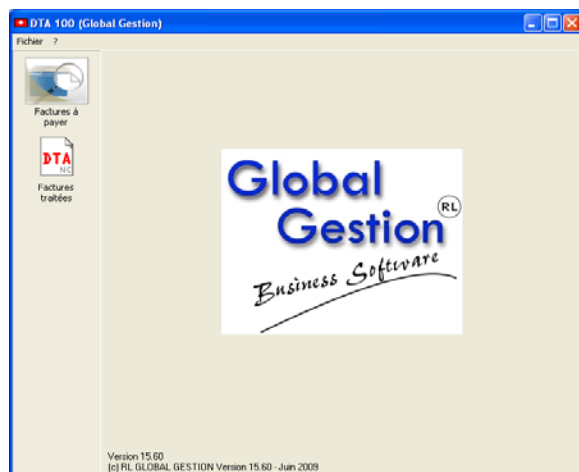 DTA 100 (Global Gestion)
Fichier ?
Factures à
payer
DTA
NC
Factures
traitées
Global
Gestion
RL
Business Software
Version 15.60
(c) RL GLOBAL GESTION Version 15.60 - Juin 2009